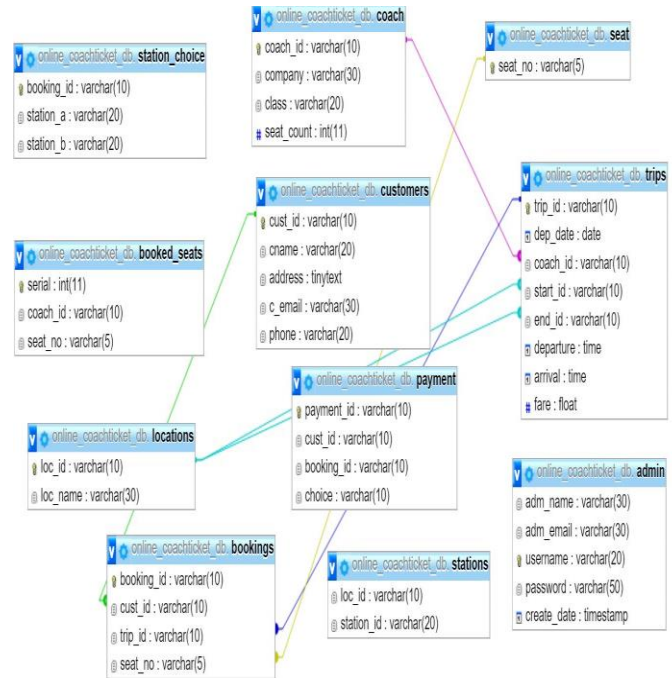 online_coachticket_db.station_choice
booking_id : varchar(10)
station_a : varchar(20)
station_b : varchar(20)
online_coachticket_db.coach
coach_id : varchar(10)
company : varchar(30)
class : varchar(20)
# seat_count : int(11)
online_coachticket_db.seat
seat_no : varchar(5)
online_coachticket_db.customers
cust_id : varchar(10)
cname : varchar(20)
address : tinytext
c_email : varchar(30)
phone : varchar(20)
online_coachticket_db.trips
trip_id : varchar(10)
dep_date : date
coach_id : varchar(10)
start_id : varchar(10)
end_id : varchar(10)
departure : time
arrival : time
# fare : float
online_coachticket_db.booked_seats
serial : int(11)
coach_id : varchar(10)
seat_no : varchar(5)
online_coachticket_db.payment
payment_id : varchar(10)
cust_id : varchar(10)
booking_id : varchar(10)
choice : varchar(10)
online_coachticket_db.locations
loc_id : varchar(10)
loc_name : varchar(30)
online_coachticket_db.admin
adm_name : varchar(30)
adm_email : varchar(30)
username : varchar(20)
password : varchar(50)
create_date : timestamp
online_coachticket_db.bookings
booking_id : varchar(10)
cust_id : varchar(10)
trip_id : varchar(10)
seat_no : varchar(5)
online_coachticket_db.stations
loc_id : varchar(10)
station_id : varchar(20)